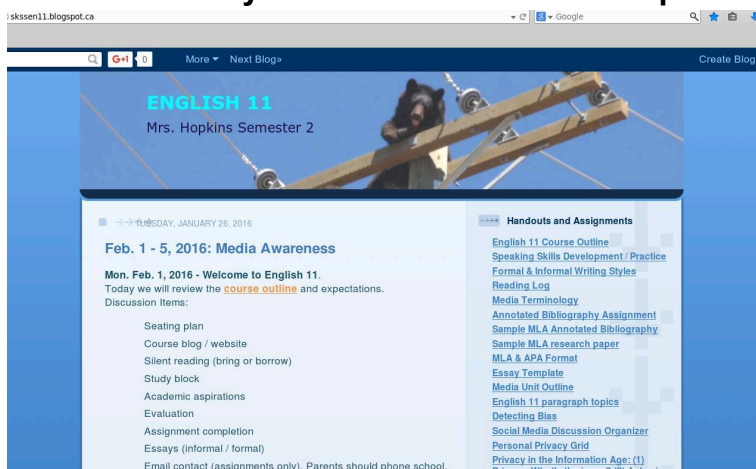 skssen11.blogspot.ca
Google
G+1 0 More Next Blog» Create Blog
ENGLISH 11
Mrs. Hopkins Semester 2
TUESDAY, JANUARY 26, 2016
Feb. 1 - 5, 2016: Media Awareness
Mon. Feb. 1, 2016 - Welcome to English 11.
Today we will review the course outline and expectations.
Discussion Items:
Seating plan
Course blog / website
Silent reading (bring or borrow)
Study block
Academic aspirations
Evaluation
Assignment completion
Essays (informal / formal)
Email contact (assignments only). Parents should phone school.
Handouts and Assignments
English 11 Course Outline
Speaking Skills Development / Practice
Formal & Informal Writing Styles
Reading Log
Media Terminology
Annotated Bibliography Assignment
Sample MLA Annotated Bibliography
Sample MLA research paper
MLA & APA Format
Essay Template
Media Unit Outline
English 11 paragraph topics
Detecting Bias
Social Media Discussion Organizer
Personal Privacy Grid
Privacy in the Information Age: (1)